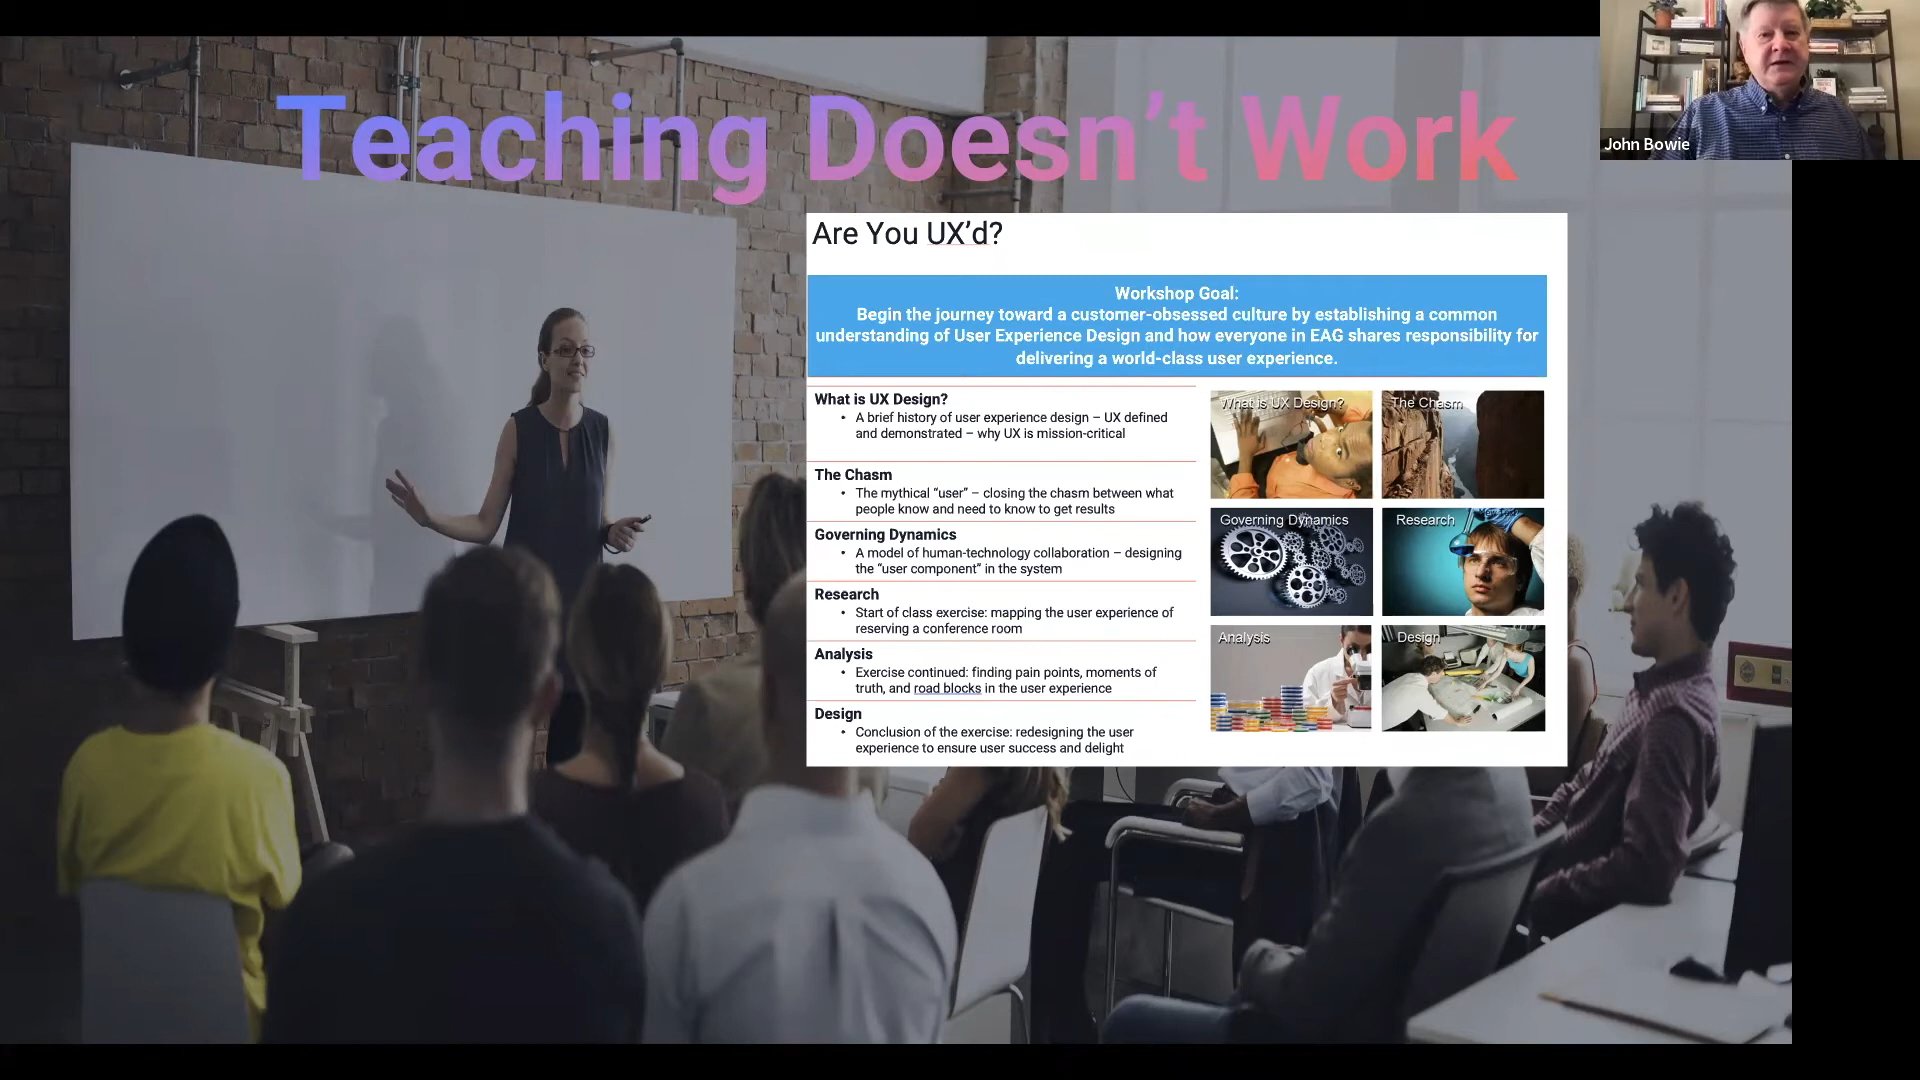 Teaching Doesn’t Work
John Bowie
Are You UX’d?
Workshop Goal:
Begin the journey toward a customer-obsessed culture by establishing a common
understanding of User Experience Design and how everyone in EAG shares responsibility for
delivering a world-class user experience.
What is UX Design?
• A brief history of user experience design – UX defined
and demonstrated – why UX is mission-critical
The Chasm
• The mythical “user” – closing the chasm between what
people know and need to know to get results
Governing Dynamics
• A model of human-technology collaboration – designing
the “user component” in the system
Research
• Start of class exercise: mapping the user experience of
reserving a conference room
Analysis
• Exercise continued: finding pain points, moments of
truth, and road blocks in the user experience
Design
• Conclusion of the exercise: redesigning the user
experience to ensure user success and delight
What is UX Design?
The Chasm
Governing Dynamics
Research
Analysis
Design